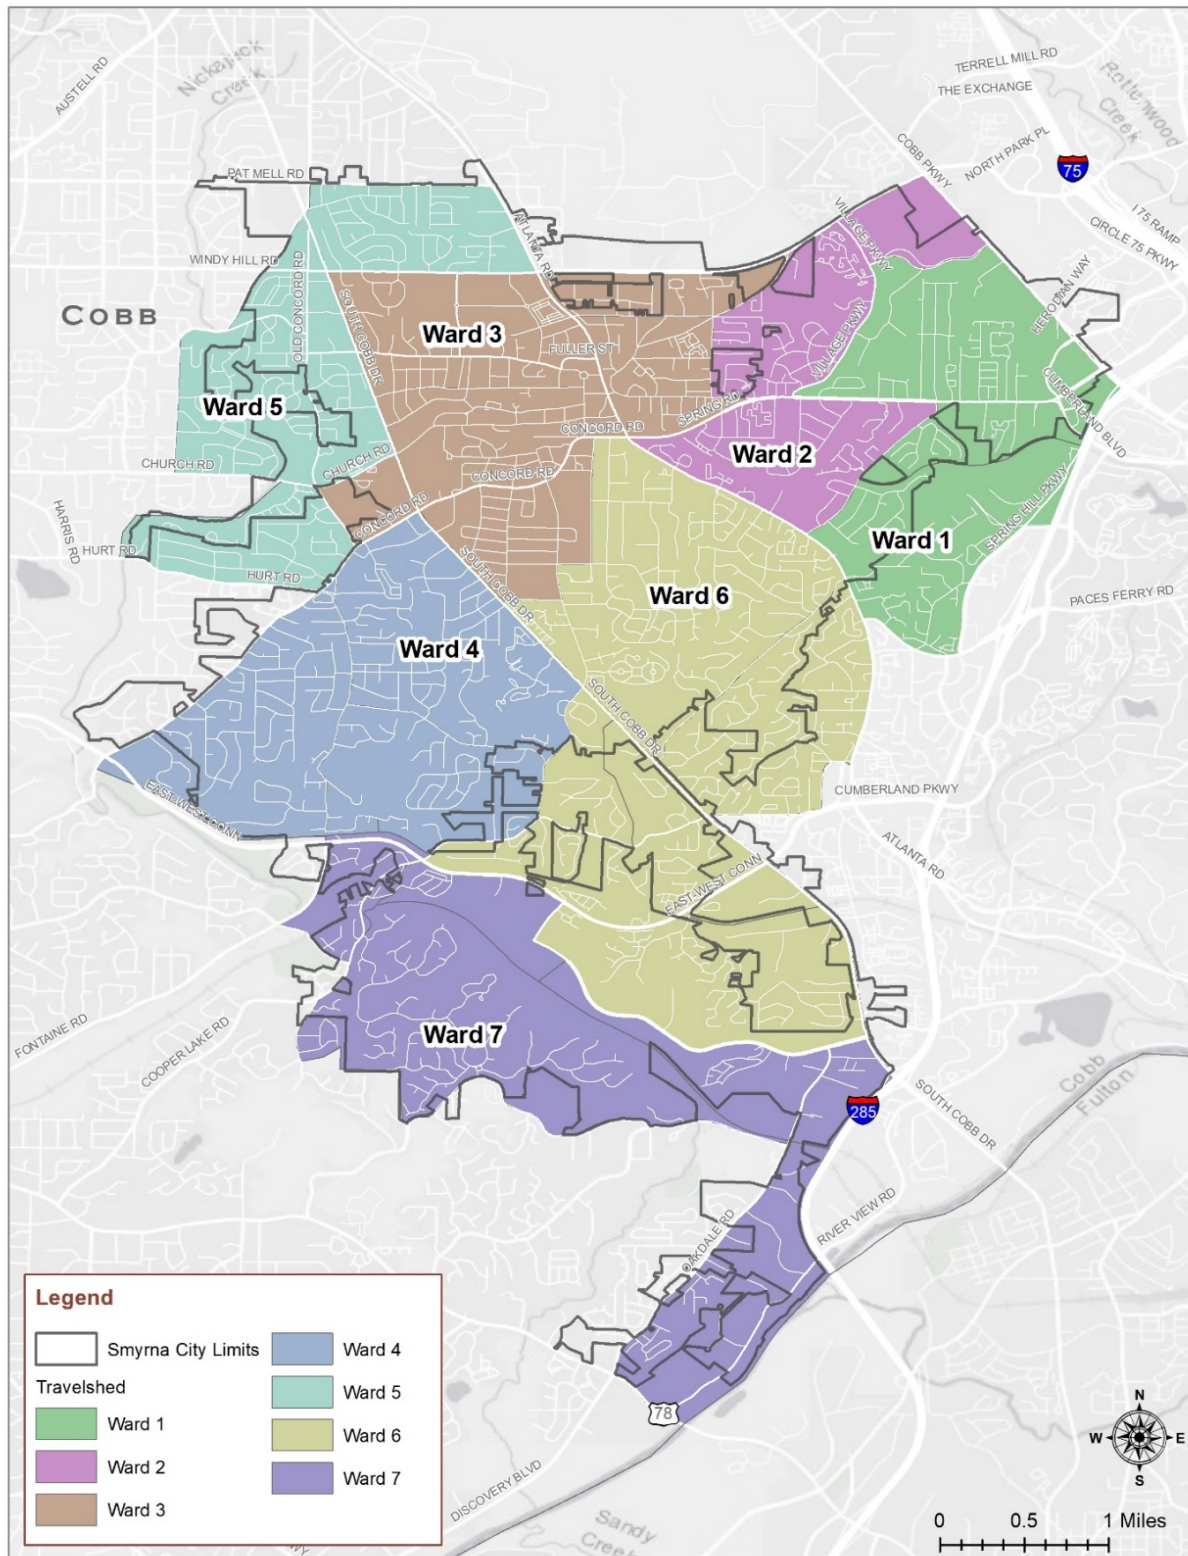 TERRELL MILL RD
THE EXCHANGE
Rottenwood
Creek
AUSTELL RD
Nickajack
Creek
COBB PKWY
NORTH PARK PL
75
PAT MELL RD
I 75 RAMP
CIRCLE 75 PKWY
ATLANTA RD
VILLAGE PKWY
WINDY HILL RD
OLD CONCORD RD
HERODIAN WAY
COBB
SOUTH COBB DR
Ward 3
FULLER ST
VILLAGE PKWY
CUMBERLAND BLVD
Ward 5
SPRING RD
CONCORD RD
Ward 2
CHURCH RD
CHURCH RD
CONCORD RD
SPRING HILL PKWY
HARRIS RD
CONCORD RD
Ward 1
HURT RD
HURT RD
SOUTH COBB DR
Ward 6
PACES FERRY RD
Ward 4
SOUTH COBB DR
EAST-WEST CONN
CUMBERLAND PKWY
ATLANTA RD
EAST-WEST CONN
FONTAINE RD
COOPER LAKE RD
Ward 7
Cobb
Fulton
285
SOUTH COBB DR
RIVER VIEW RD
OAKDALE RD
78
DISCOVERY BLVD
Sandy
Creek
Legend
Smyrna City Limits
Travelshed
Ward 1
Ward 2
Ward 3
Ward 4
Ward 5
Ward 6
Ward 7
N
W
E
S
0 0.5 1 Miles